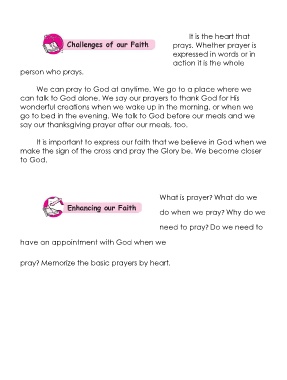 Challenges of our Faith
It is the heart that
prays. Whether prayer is
expressed in words or in
action it is the whole
person who prays.
We can pray to God at anytime. We go to a place where we
can talk to God alone. We say our prayers to thank God for His
wonderful creations when we wake up in the morning, or when we
go to bed in the evening. We talk to God before our meals and we
say our thanksgiving prayer after our meals, too.
It is important to express our faith that we believe in God when we
make the sign of the cross and pray the Glory be. We become closer
to God.
Enhancing our Faith
What is prayer? What do we
do when we pray? Why do we
need to pray? Do we need to
have an appointment with God when we
pray? Memorize the basic prayers by heart.